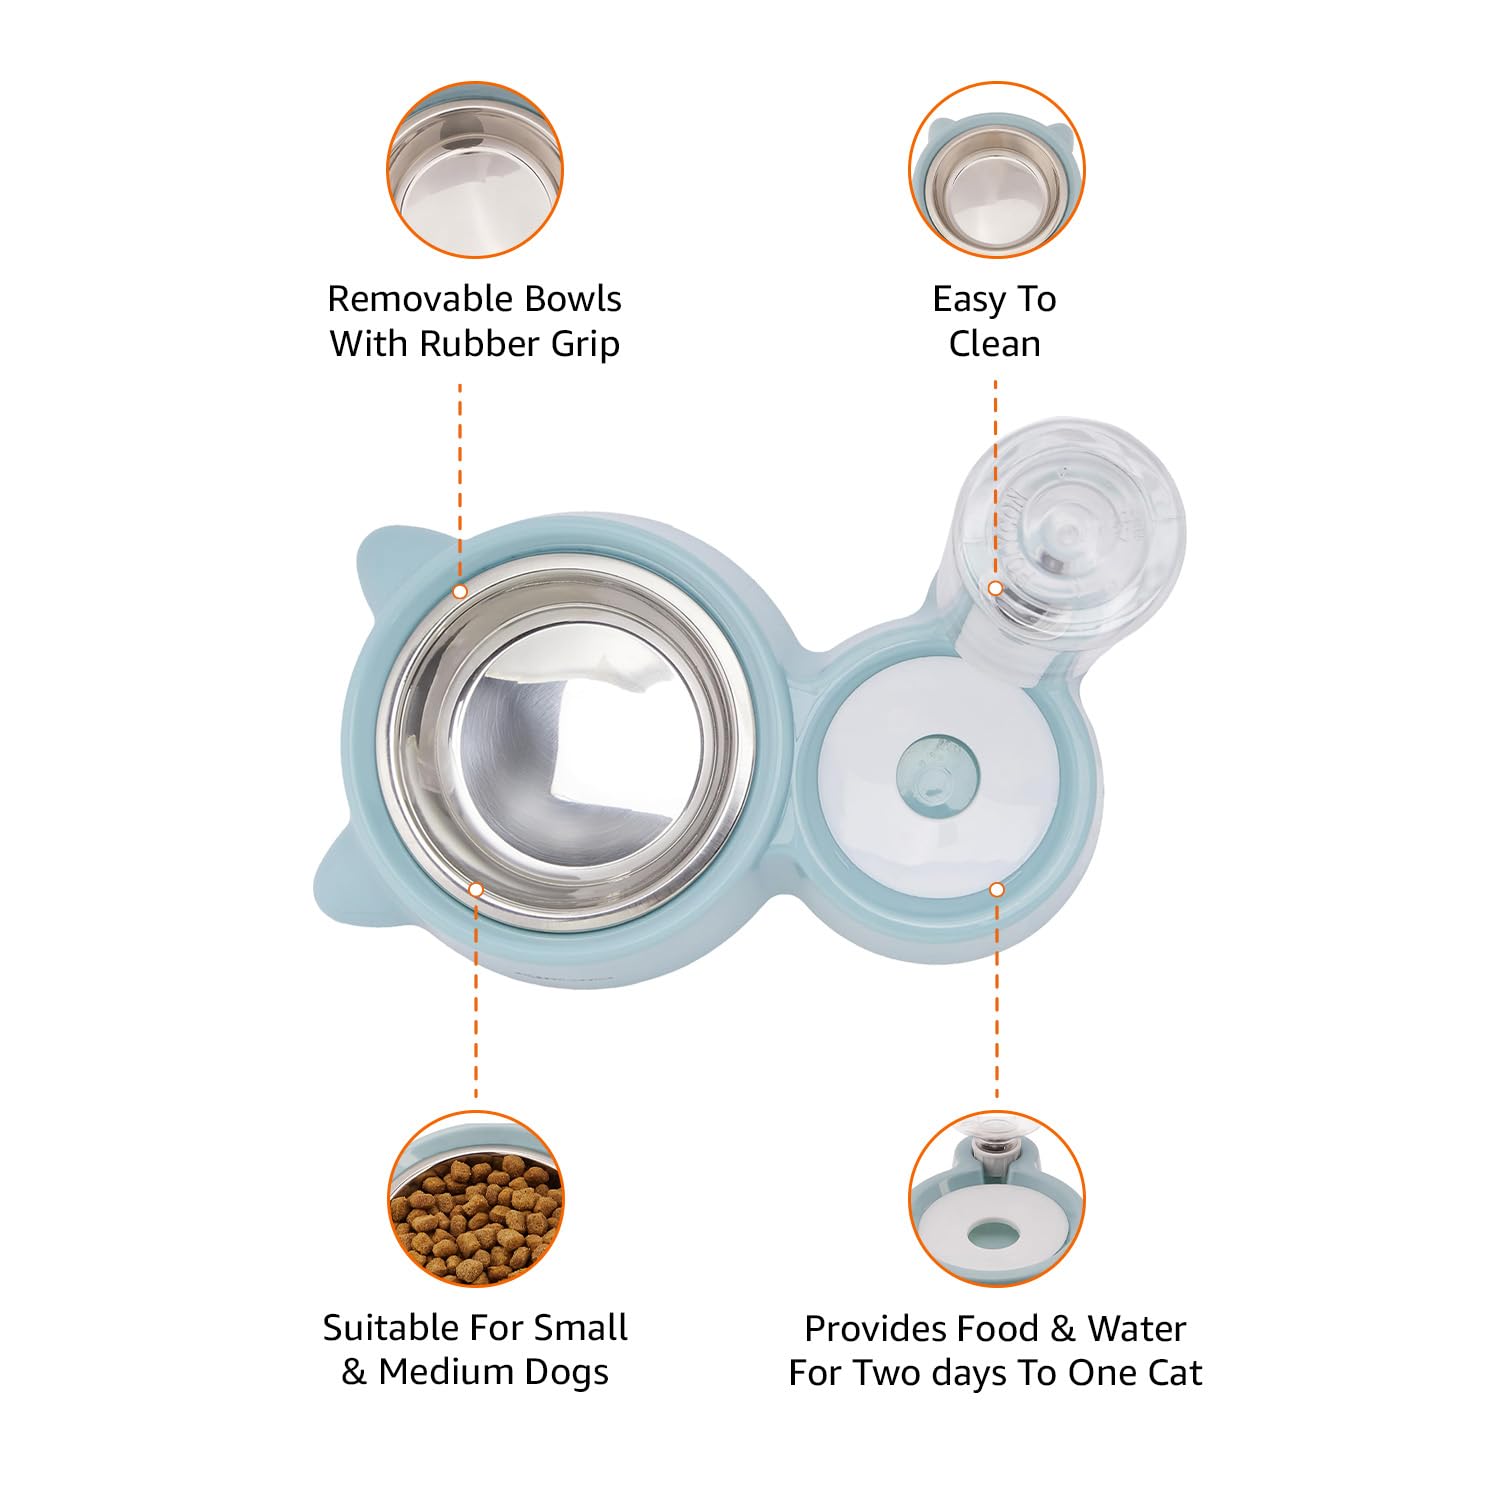 Removable Bowls
With Rubber Grip
Easy To
Clean
Suitable For Small
& Medium Dogs
Provides Food & Water
For Two days To One Cat